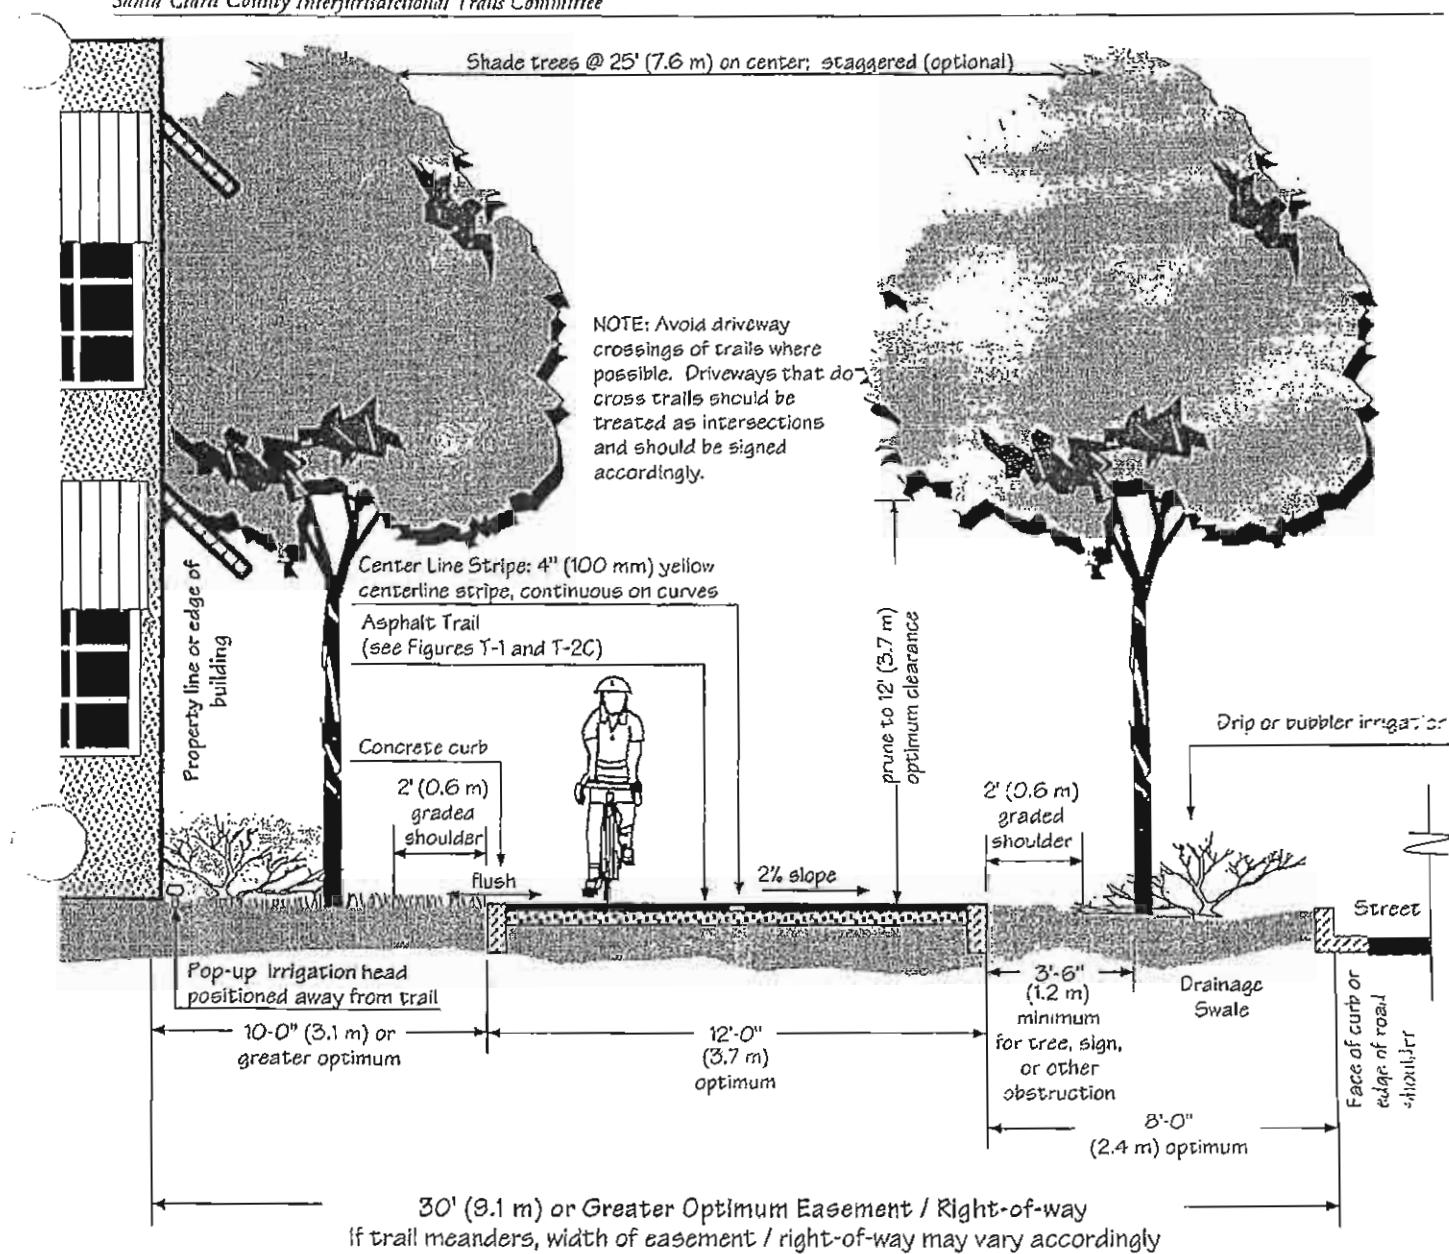 Santa Clara County Interjurisdictional Trails Committee
Shade trees @ 25' (7.6 m) on center; staggered (optional)
NOTE: Avoid driveway
crossings of trails where
possible. Driveways that do
cross trails should be
treated as intersections
and should be signed
accordingly.
Property line or edge of
building
Center Line Stripe: 4" (100 mm) yellow
centerline stripe, continuous on curves
Asphalt Trail
(see Figures T-1 and T-2C)
prune to 12' (3.7 m)
optimum clearance
Concrete curb
2' (0.6 m)
graded
shoulder
flush
2% slope
2' (0.6 m)
graded
shoulder
Drip or bubbler irrigation
Street
Pop-up Irrigation head
positioned away from trail
3'-6"
(1.2 m)
minimum
for tree, sign,
or other
obstruction
Drainage
Swale
Face of curb or
edge of road
shoulder
10-0" (3.1 m) or
greater optimum
12'-0"
(3.7 m)
optimum
8'-0"
(2.4 m) optimum
30' (9.1 m) or Greater Optimum Easement / Right-of-way
If trail meanders, width of easement / right-of-way may vary accordingly